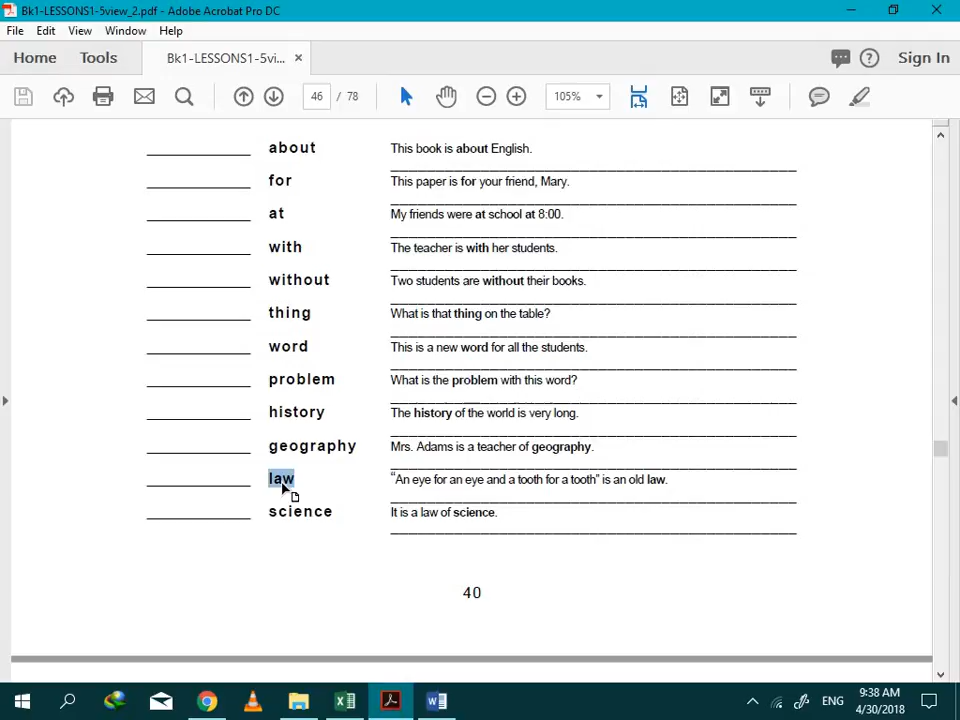 Bk1-LESSONS1-5view_2.pdf - Adobe Acrobat Pro DC
File Edit View Window Help
Home Tools Bk1-LESSONS1-5vi... × Sign In
46 / 78 105%
about This book is about English.
for This paper is for your friend, Mary.
at My friends were at school at 8:00.
with The teacher is with her students.
without Two students are without their books.
thing What is that thing on the table?
word This is a new word for all the students.
problem What is the problem with this word?
history The history of the world is very long.
geography Mrs. Adams is a teacher of geography.
law “An eye for an eye and a tooth for a tooth” is an old law.
science It is a law of science.
40
ENG 9:38 AM
4/30/2018